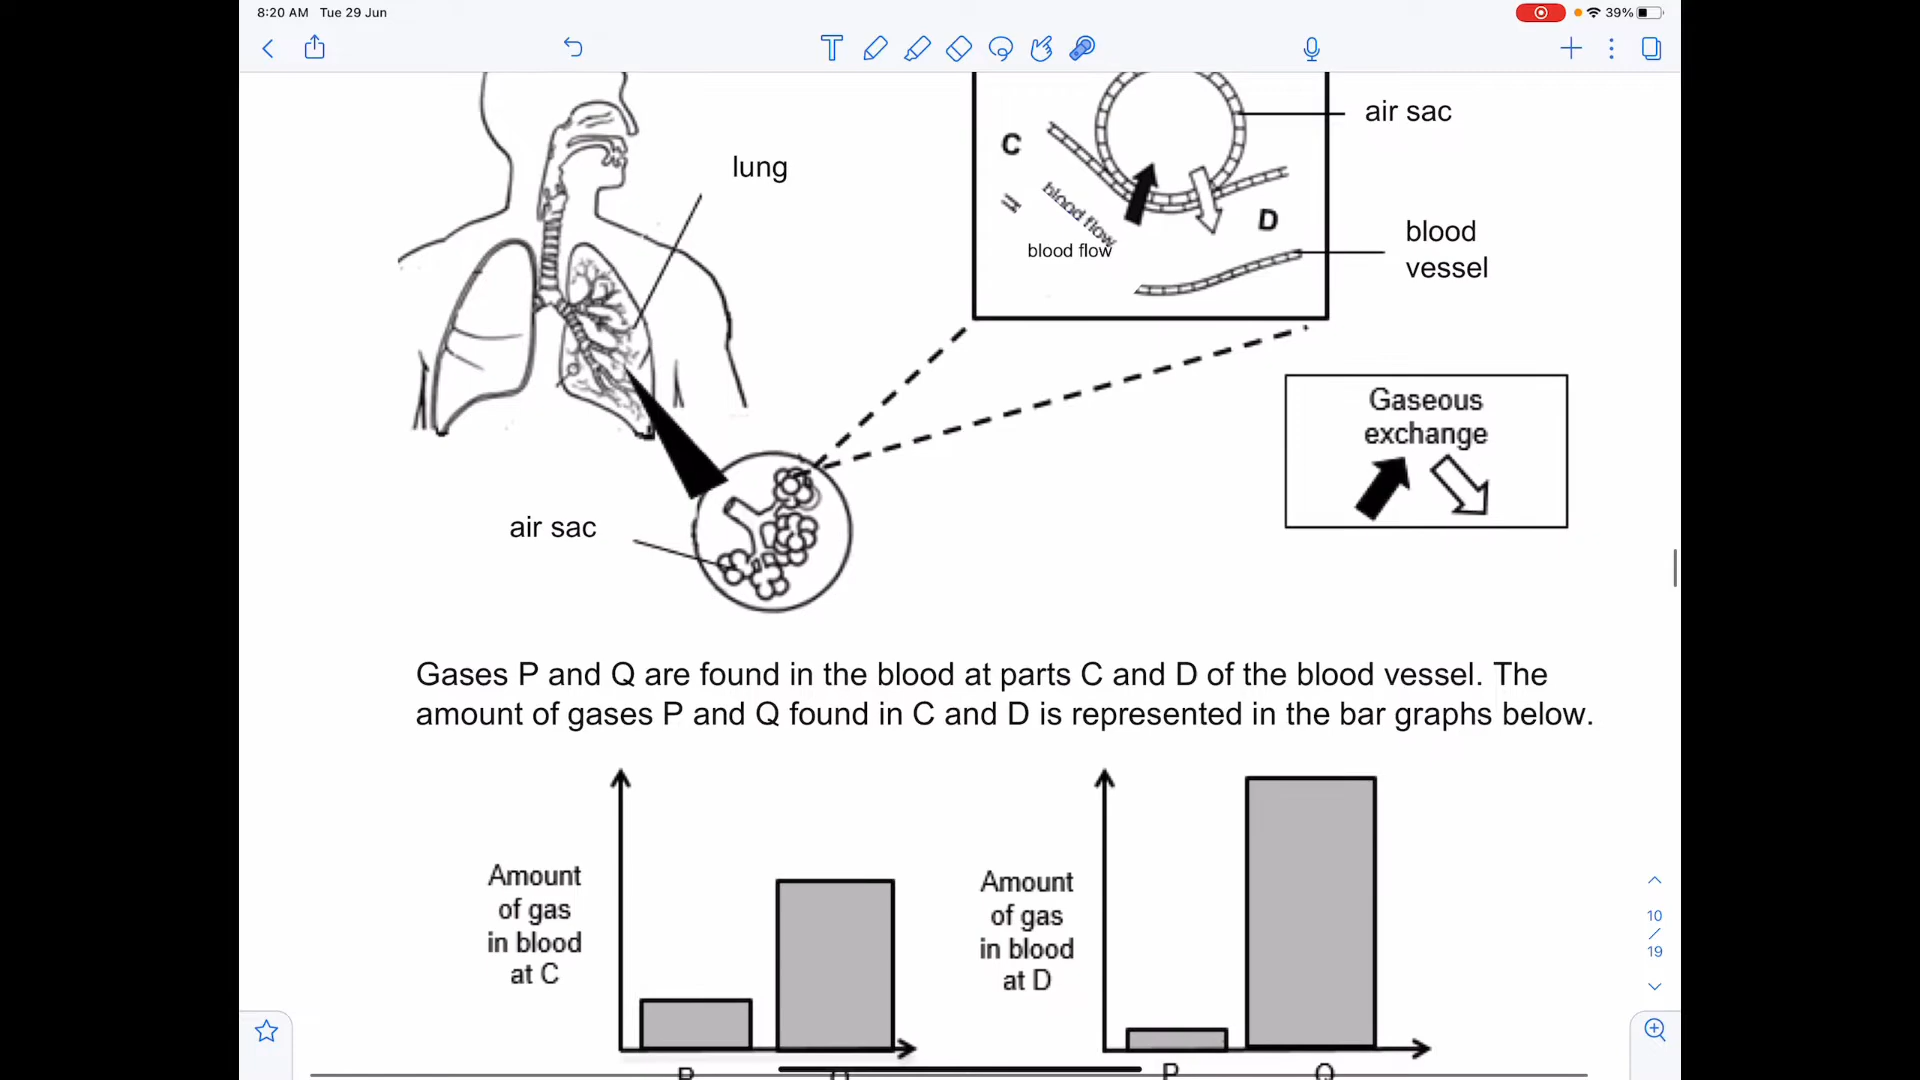 8:20 AM Tue 29 Jun
39%
lung
C
air sac
blood flow
blood flow
D
blood
vessel
Gaseous
exchange
air sac
Gases P and Q are found in the blood at parts C and D of the blood vessel. The
amount of gases P and Q found in C and D is represented in the bar graphs below.
Amount
of gas
in blood
at C
Amount
of gas
in blood
at D
P
Q
P
Q
10
/
19